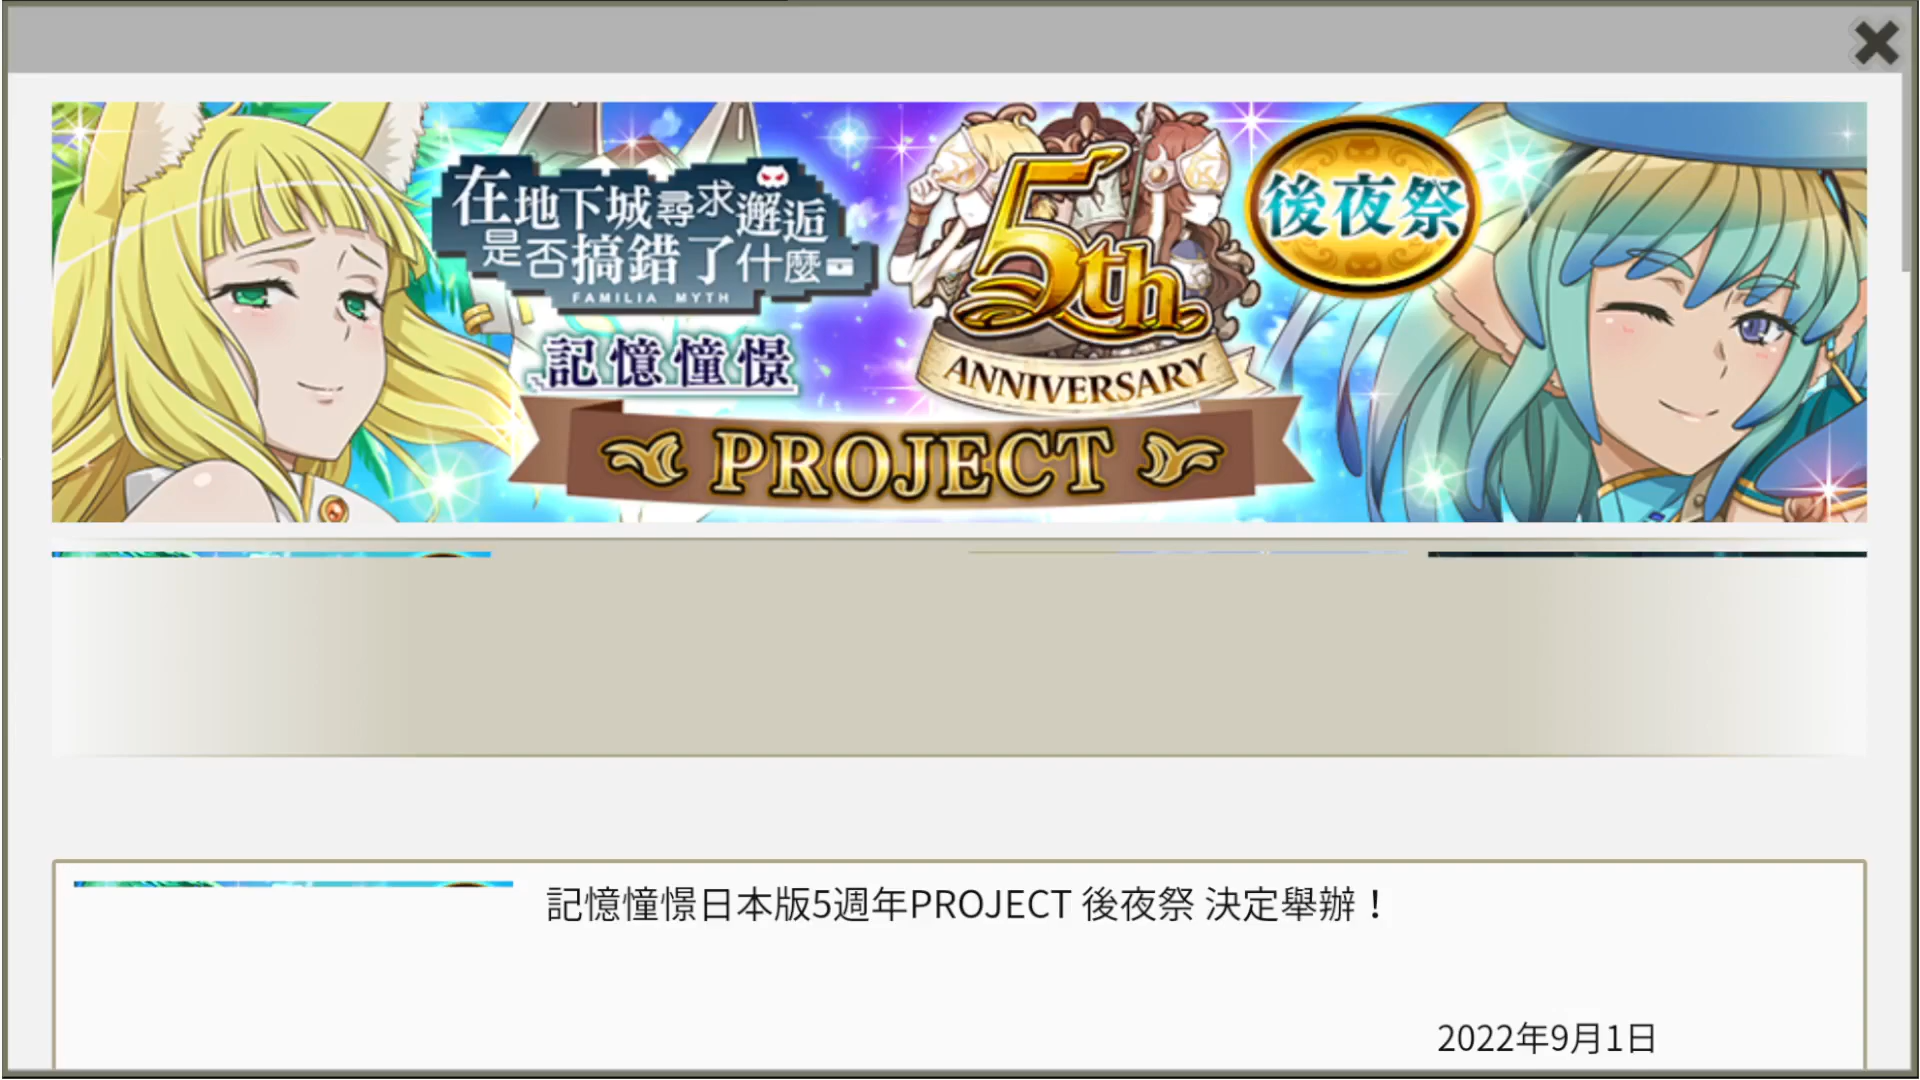 在地下城尋求邂逅
是否搞錯了什麼
FAMILIA MYTH
記憶憧憬
5th
ANNIVERSARY
後夜祭
PROJECT
記憶憧憬日本版5週年PROJECT 後夜祭 決定舉辦！
2022年9月1日